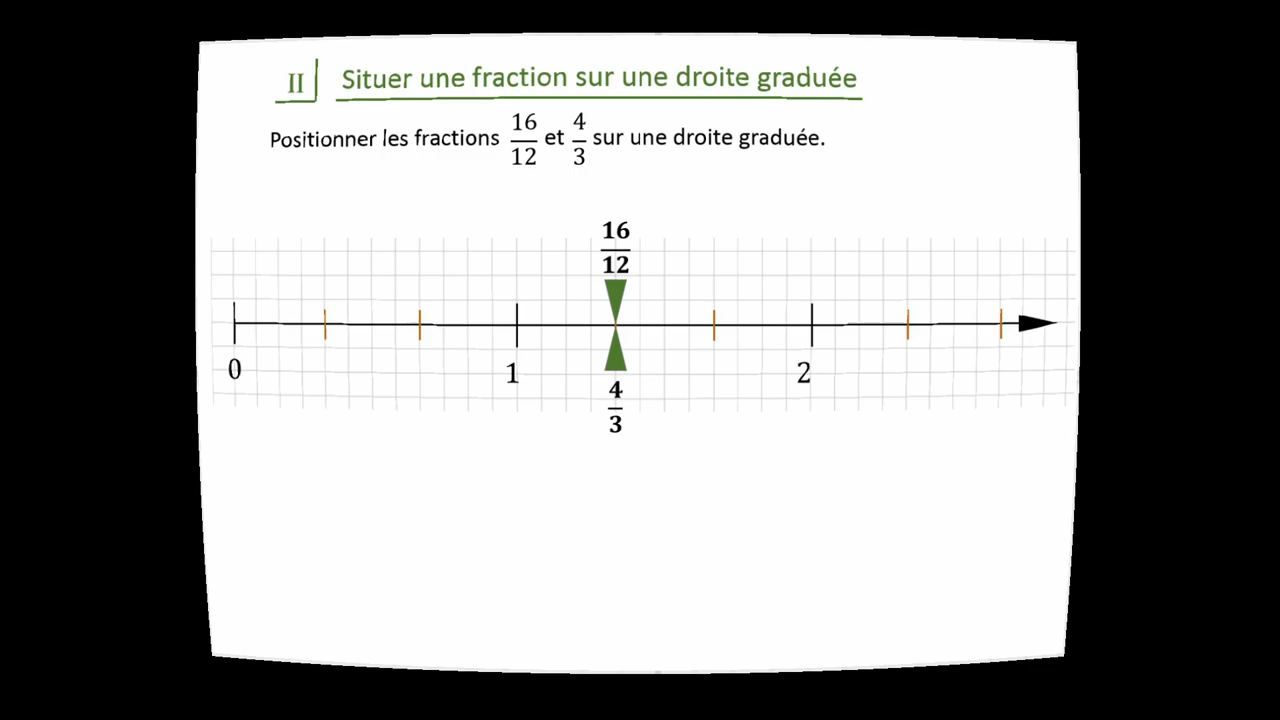 II Situer une fraction sur une droite graduée
Positionner les fractions 16/12 et 4/3 sur une droite graduée.
16/12
0 1 2
4/3